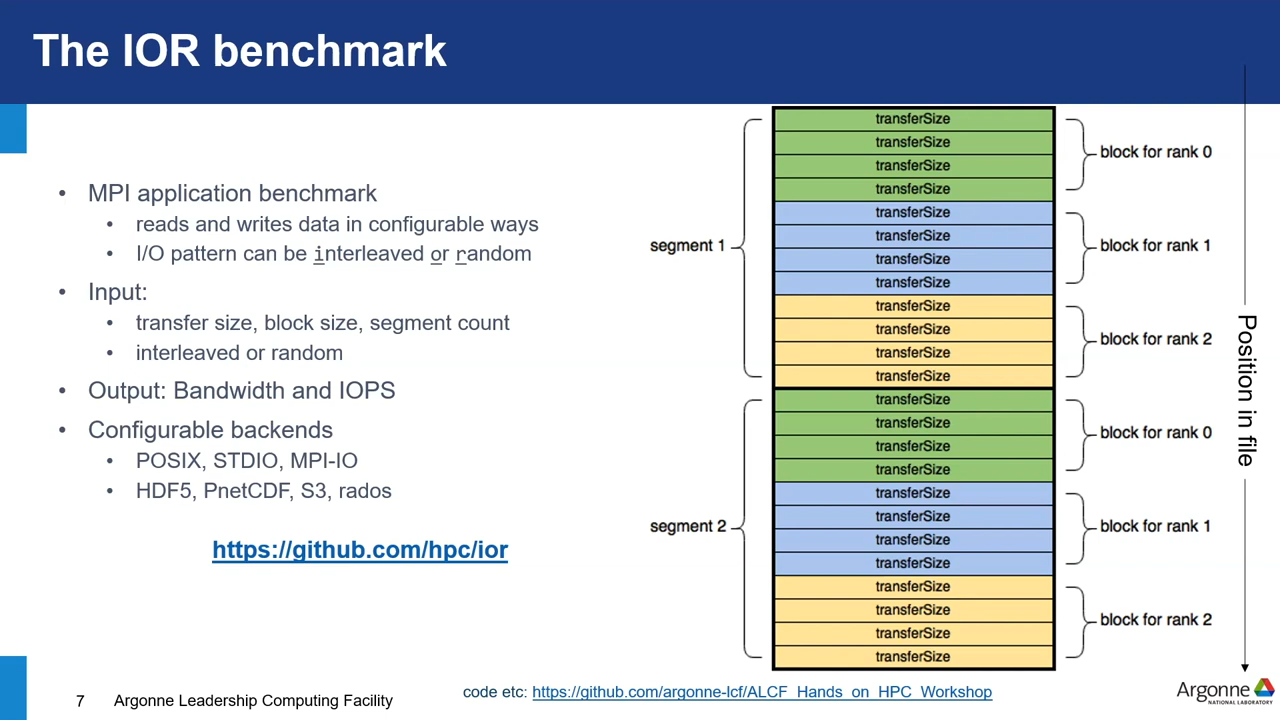 The IOR benchmark
• MPI application benchmark
• reads and writes data in configurable ways
• I/O pattern can be interleaved or random
• Input:
• transfer size, block size, segment count
• interleaved or random
• Output: Bandwidth and IOPS
• Configurable backends
• POSIX, STDIO, MPI-IO
• HDF5, PnetCDF, S3, rados
https://github.com/hpc/ior
segment 1
transferSize
transferSize
transferSize
transferSize
block for rank 0
transferSize
transferSize
transferSize
transferSize
block for rank 1
transferSize
transferSize
transferSize
transferSize
block for rank 2
segment 2
transferSize
transferSize
transferSize
transferSize
block for rank 0
transferSize
transferSize
transferSize
transferSize
block for rank 1
transferSize
transferSize
transferSize
transferSize
block for rank 2
Position in file
7 Argonne Leadership Computing Facility
code etc: https://github.com/argonne-lcf/ALCF_Hands_on_HPC_Workshop
Argonne
NATIONAL LABORATORY